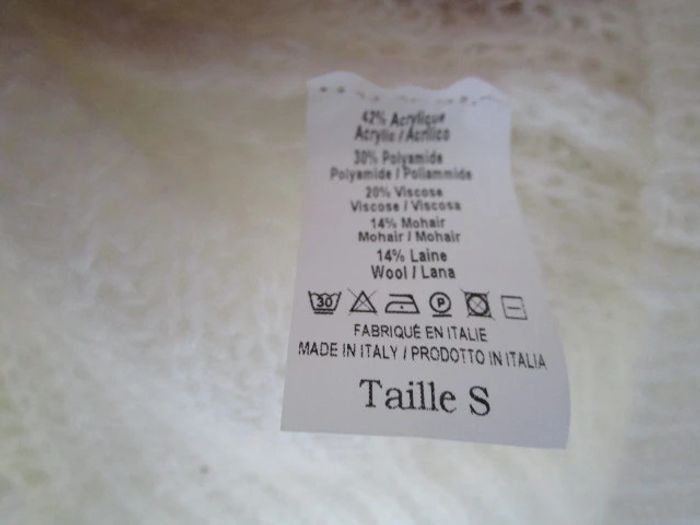 42% Acrylique
Acrylic / Acrilico
30% Polyamide
Polyamide / Poliammide
20% Viscose
Viscose / Viscosa
14% Mohair
Mohair / Mohair
14% Laine
Wool / Lana
30 P
FABRIQUÉ EN ITALIE
MADE IN ITALY / PRODOTTO IN ITALIA
Taille S